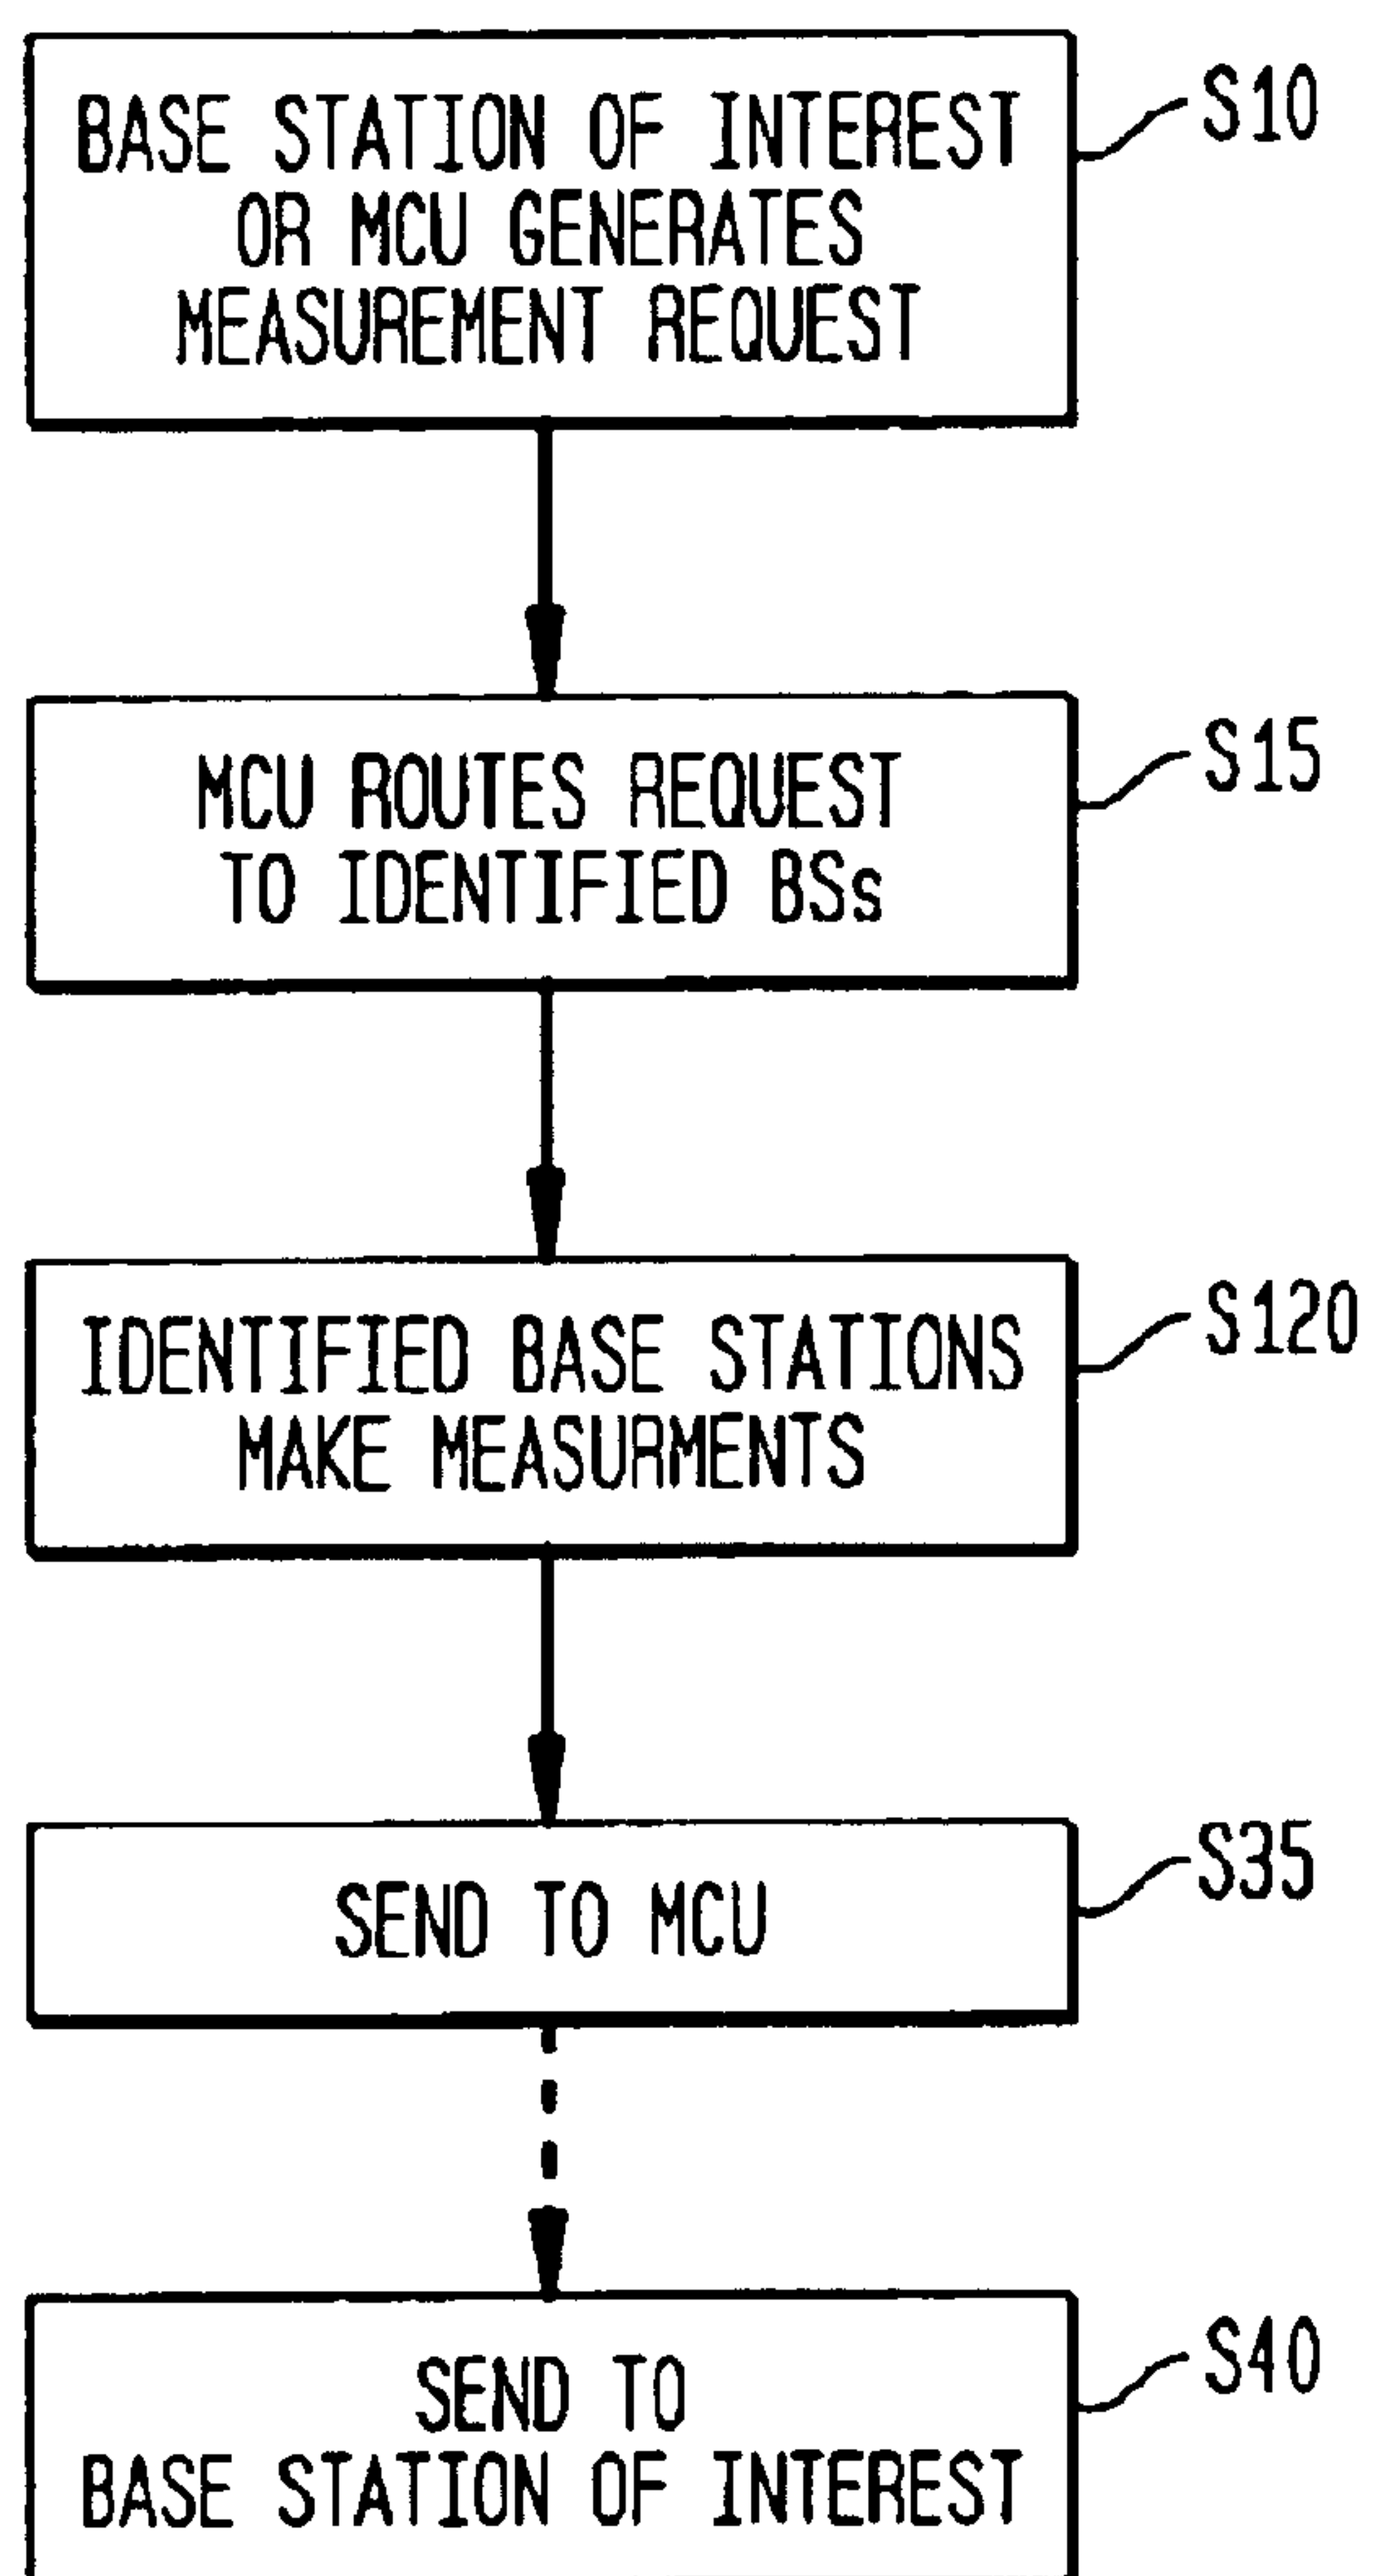 BASE STATION OF INTEREST
OR MCU GENERATES
MEASUREMENT REQUEST
S10
MCU ROUTES REQUEST
TO IDENTIFIED BSs
S15
IDENTIFIED BASE STATIONS
MAKE MEASURMENTS
S120
SEND TO MCU
S35
SEND TO
BASE STATION OF INTEREST
S40